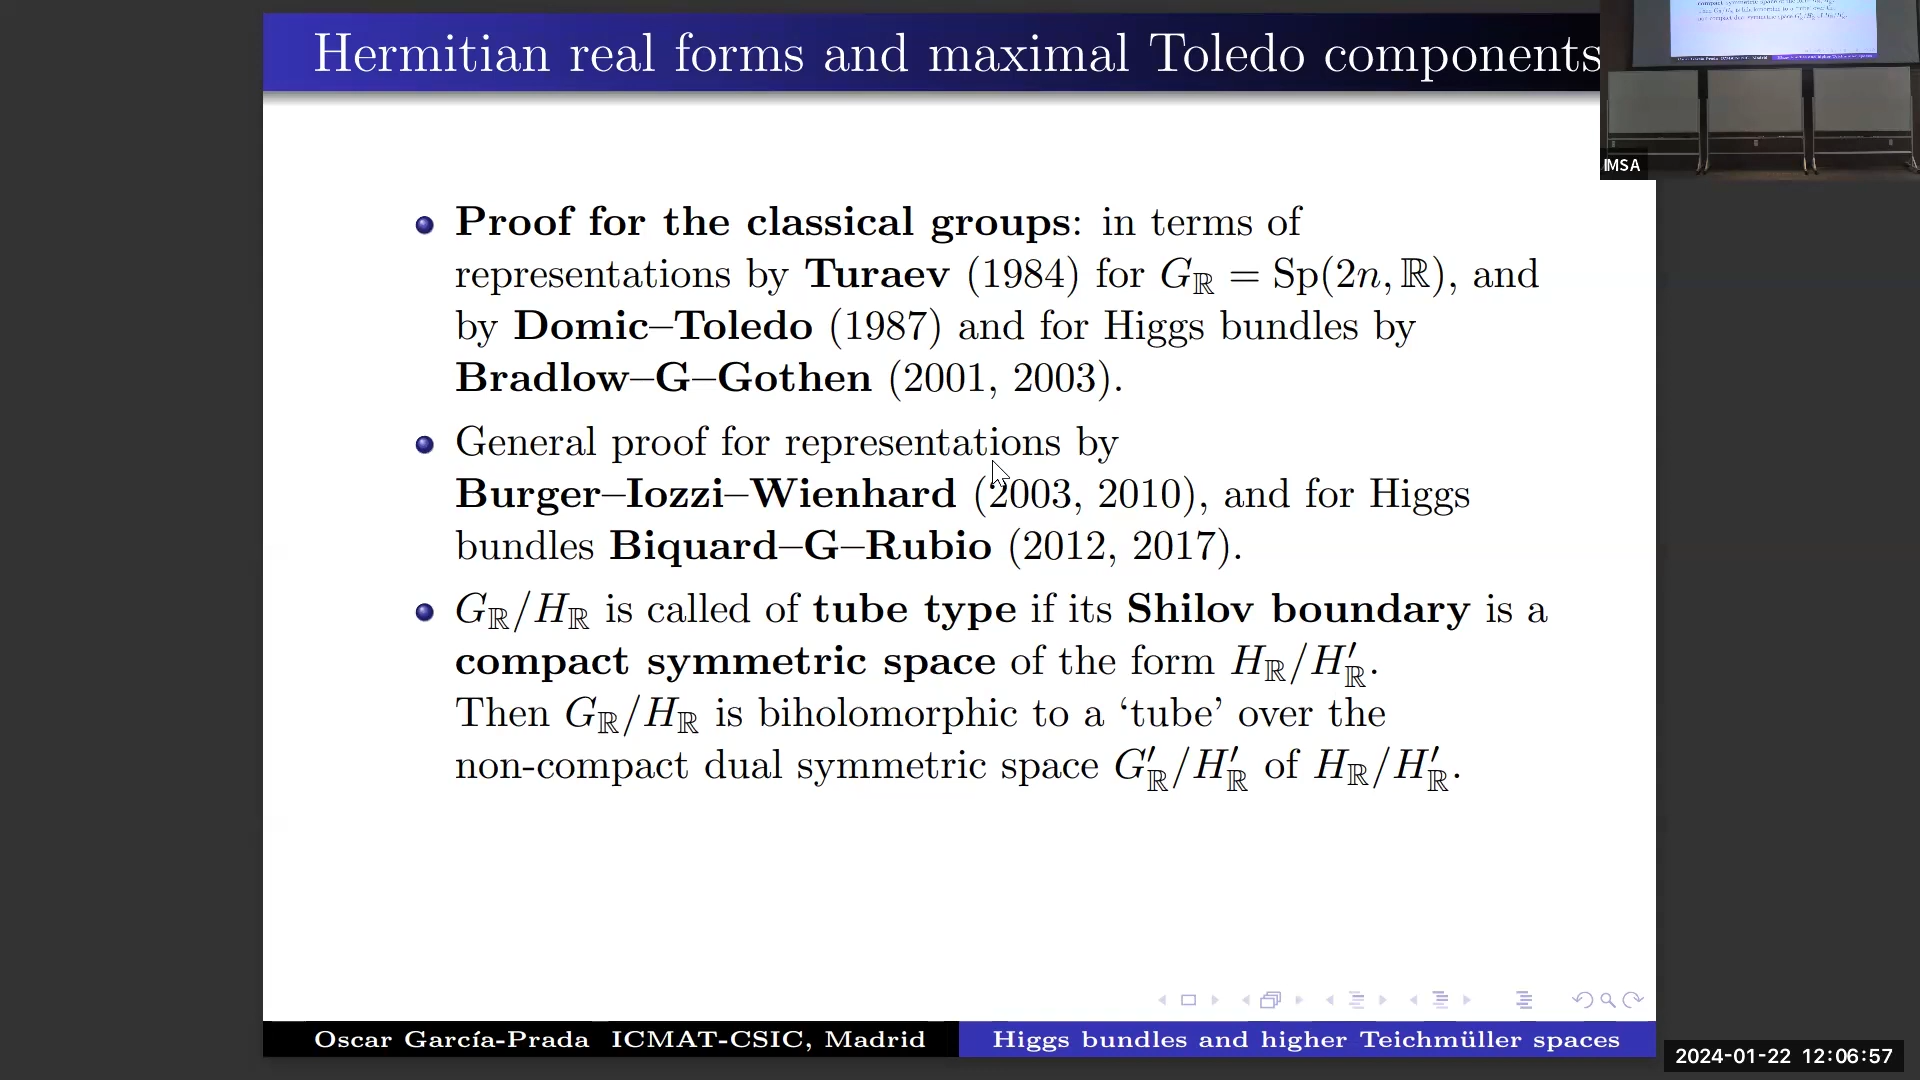 Hermitian real forms and maximal Toledo components
IMSA
Proof for the classical groups: in terms of
representations by Turaev (1984) for G_ℝ = Sp(2n, ℝ), and
by Domic–Toledo (1987) and for Higgs bundles by
Bradlow–G–Gothen (2001, 2003).
General proof for representations by
Burger–Iozzi–Wienhard (2003, 2010), and for Higgs
bundles Biquard–G–Rubio (2012, 2017).
G_ℝ/H_ℝ is called of tube type if its Shilov boundary is a
compact symmetric space of the form H_ℝ/H′_ℝ.
Then G_ℝ/H_ℝ is biholomorphic to a ‘tube’ over the
non-compact dual symmetric space G′_ℝ/H′_ℝ of H_ℝ/H′_ℝ.
Oscar García-Prada ICMAT-CSIC, Madrid
Higgs bundles and higher Teichmüller spaces
2024-01-22 12:06:57